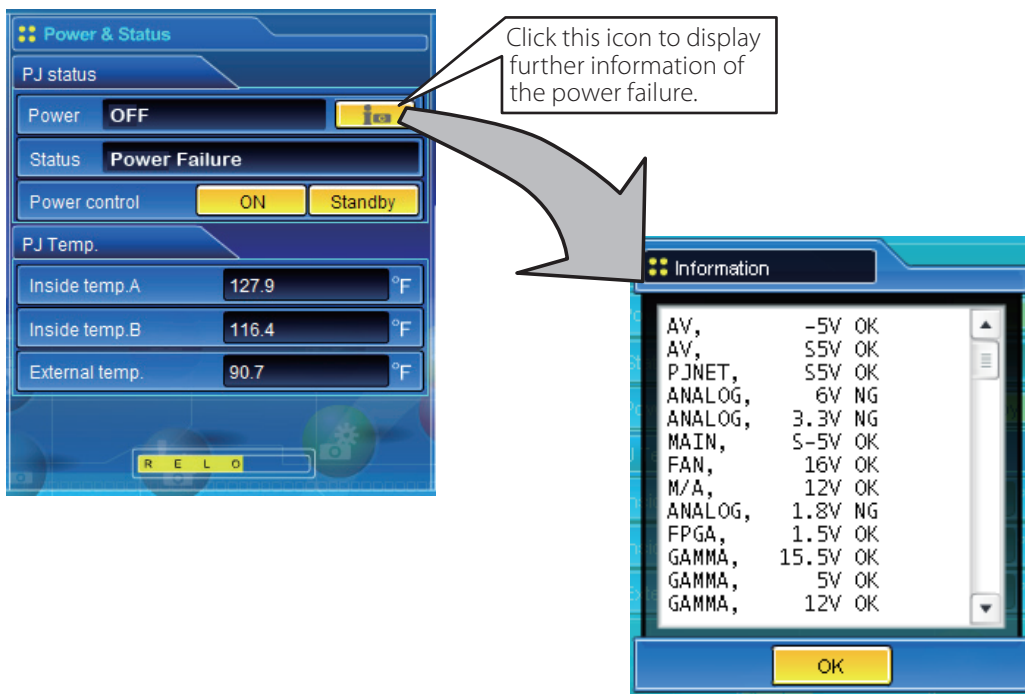 Power & Status
PJ status
Power OFF
Status Power Failure
Power control ON Standby
PJ Temp.
Inside temp.A 127.9 °F
Inside temp.B 116.4 °F
External temp. 90.7 °F
R E L O
Click this icon to display
further information of
the power failure.
Information
AV, -5V OK
AV, S5V OK
PJNET, S5V OK
ANALOG, 6V NG
ANALOG, 3.3V NG
MAIN, S-5V OK
FAN, 16V OK
M/A, 12V OK
ANALOG, 1.8V NG
FPGA, 1.5V OK
GAMMA, 15.5V OK
GAMMA, 5V OK
GAMMA, 12V OK
OK